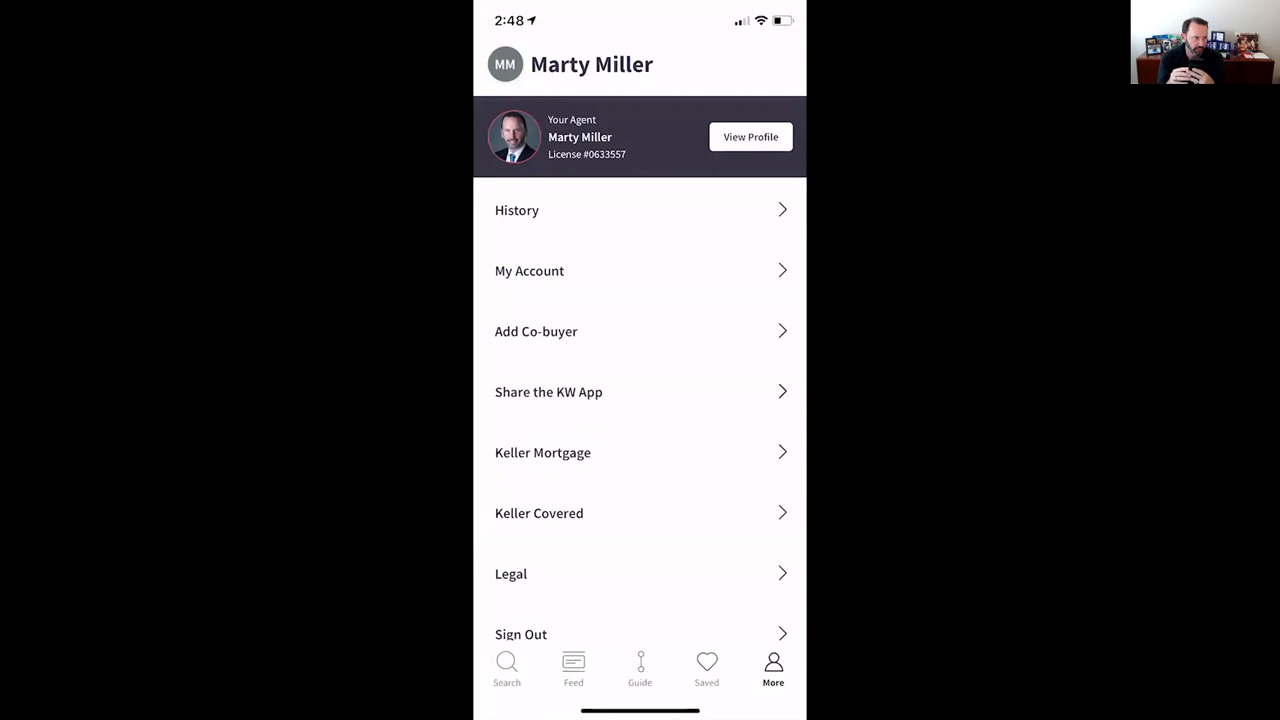 2:48
MM
Marty Miller
Your Agent
Marty Miller
License #0633557
View Profile
History
My Account
Add Co-buyer
Share the KW App
Keller Mortgage
Keller Covered
Legal
Sign Out
Search
Feed
Guide
Saved
More